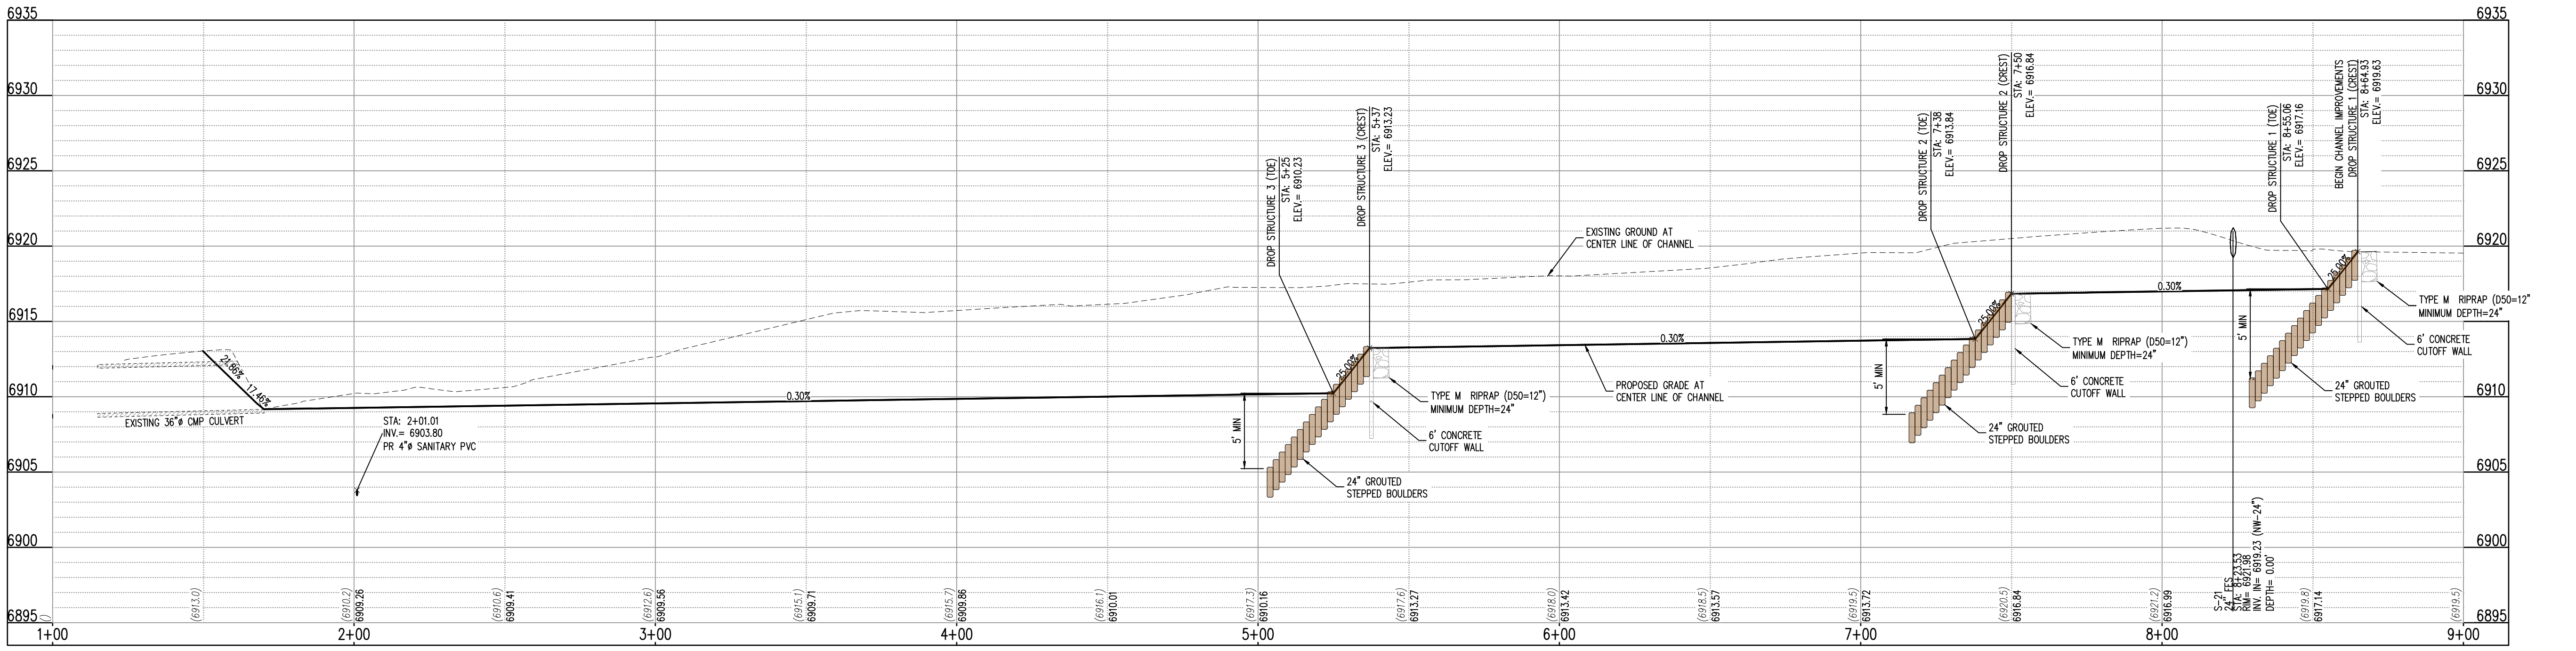 6935
6930
6925
6920
6915
6910
6905
6900
6895
6935
6930
6925
6920
6915
6910
6905
6900
6895
21.86%
17.46%
EXISTING 36"ø CMP CULVERT
STA: 2+01.01
INV.= 6903.80
PR 4"ø SANITARY PVC
0.30%
DROP STRUCTURE 3 (TOE)
STA: 5+25
ELEV.= 6910.23
DROP STRUCTURE 3 (CREST)
STA: 5+37
ELEV.= 6913.23
25.00%
5' MIN
TYPE M RIPRAP (D50=12")
MINIMUM DEPTH=24"
6' CONCRETE
CUTOFF WALL
24" GROUTED
STEPPED BOULDERS
EXISTING GROUND AT
CENTER LINE OF CHANNEL
0.30%
PROPOSED GRADE AT
CENTER LINE OF CHANNEL
DROP STRUCTURE 2 (TOE)
STA: 7+38
ELEV.= 6913.84
DROP STRUCTURE 2 (CREST)
STA: 7+50
ELEV.= 6916.84
25.00%
5' MIN
TYPE M RIPRAP (D50=12")
MINIMUM DEPTH=24"
6' CONCRETE
CUTOFF WALL
24" GROUTED
STEPPED BOULDERS
0.30%
DROP STRUCTURE 1 (TOE)
STA: 8+55.06
ELEV.= 6917.16
BEGIN CHANNEL IMPROVEMENTS
DROP STRUCTURE 1 (CREST)
STA: 8+64.93
ELEV.= 6919.63
25.00%
5' MIN
TYPE M RIPRAP (D50=12"
MINIMUM DEPTH=24"
6' CONCRETE
CUTOFF WALL
24" GROUTED
STEPPED BOULDERS
S-21
24" FES
STA: 8+23.53
RIM= 6921.98
INV. IN= 6919.23 (NW-24")
DEPTH= 0.00'
()
(6913.0)
(6910.2)
6909.26
(6910.6)
6909.41
(6912.6)
6909.56
(6915.1)
6909.71
(6915.7)
6909.86
(6916.1)
6910.01
(6917.3)
6910.16
(6917.6)
6913.27
(6918.0)
6913.42
(6918.5)
6913.57
(6919.5)
6913.72
(6920.5)
6916.84
(6921.2)
6916.99
(6919.8)
6917.14
(6919.5)
1+00
2+00
3+00
4+00
5+00
6+00
7+00
8+00
9+00